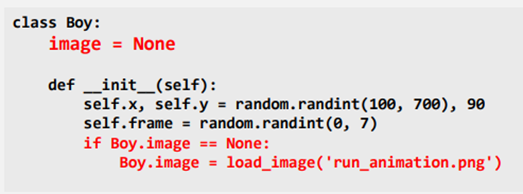 class Boy:
    image = None
    def __init__(self):
        self.x, self.y = random.randint(100, 700), 90
        self.frame = random.randint(0, 7)
        if Boy.image == None:
            Boy.image = load_image('run_animation.png')